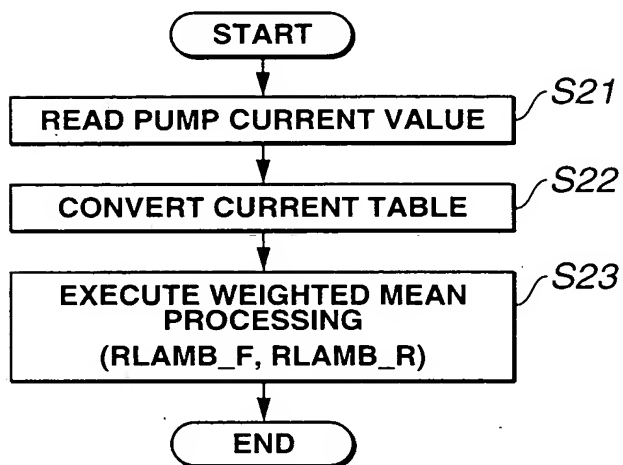 START
READ PUMP CURRENT VALUE
S21
CONVERT CURRENT TABLE
S22
EXECUTE WEIGHTED MEAN
PROCESSING
(RLAMB_F, RLAMB_R)
S23
END